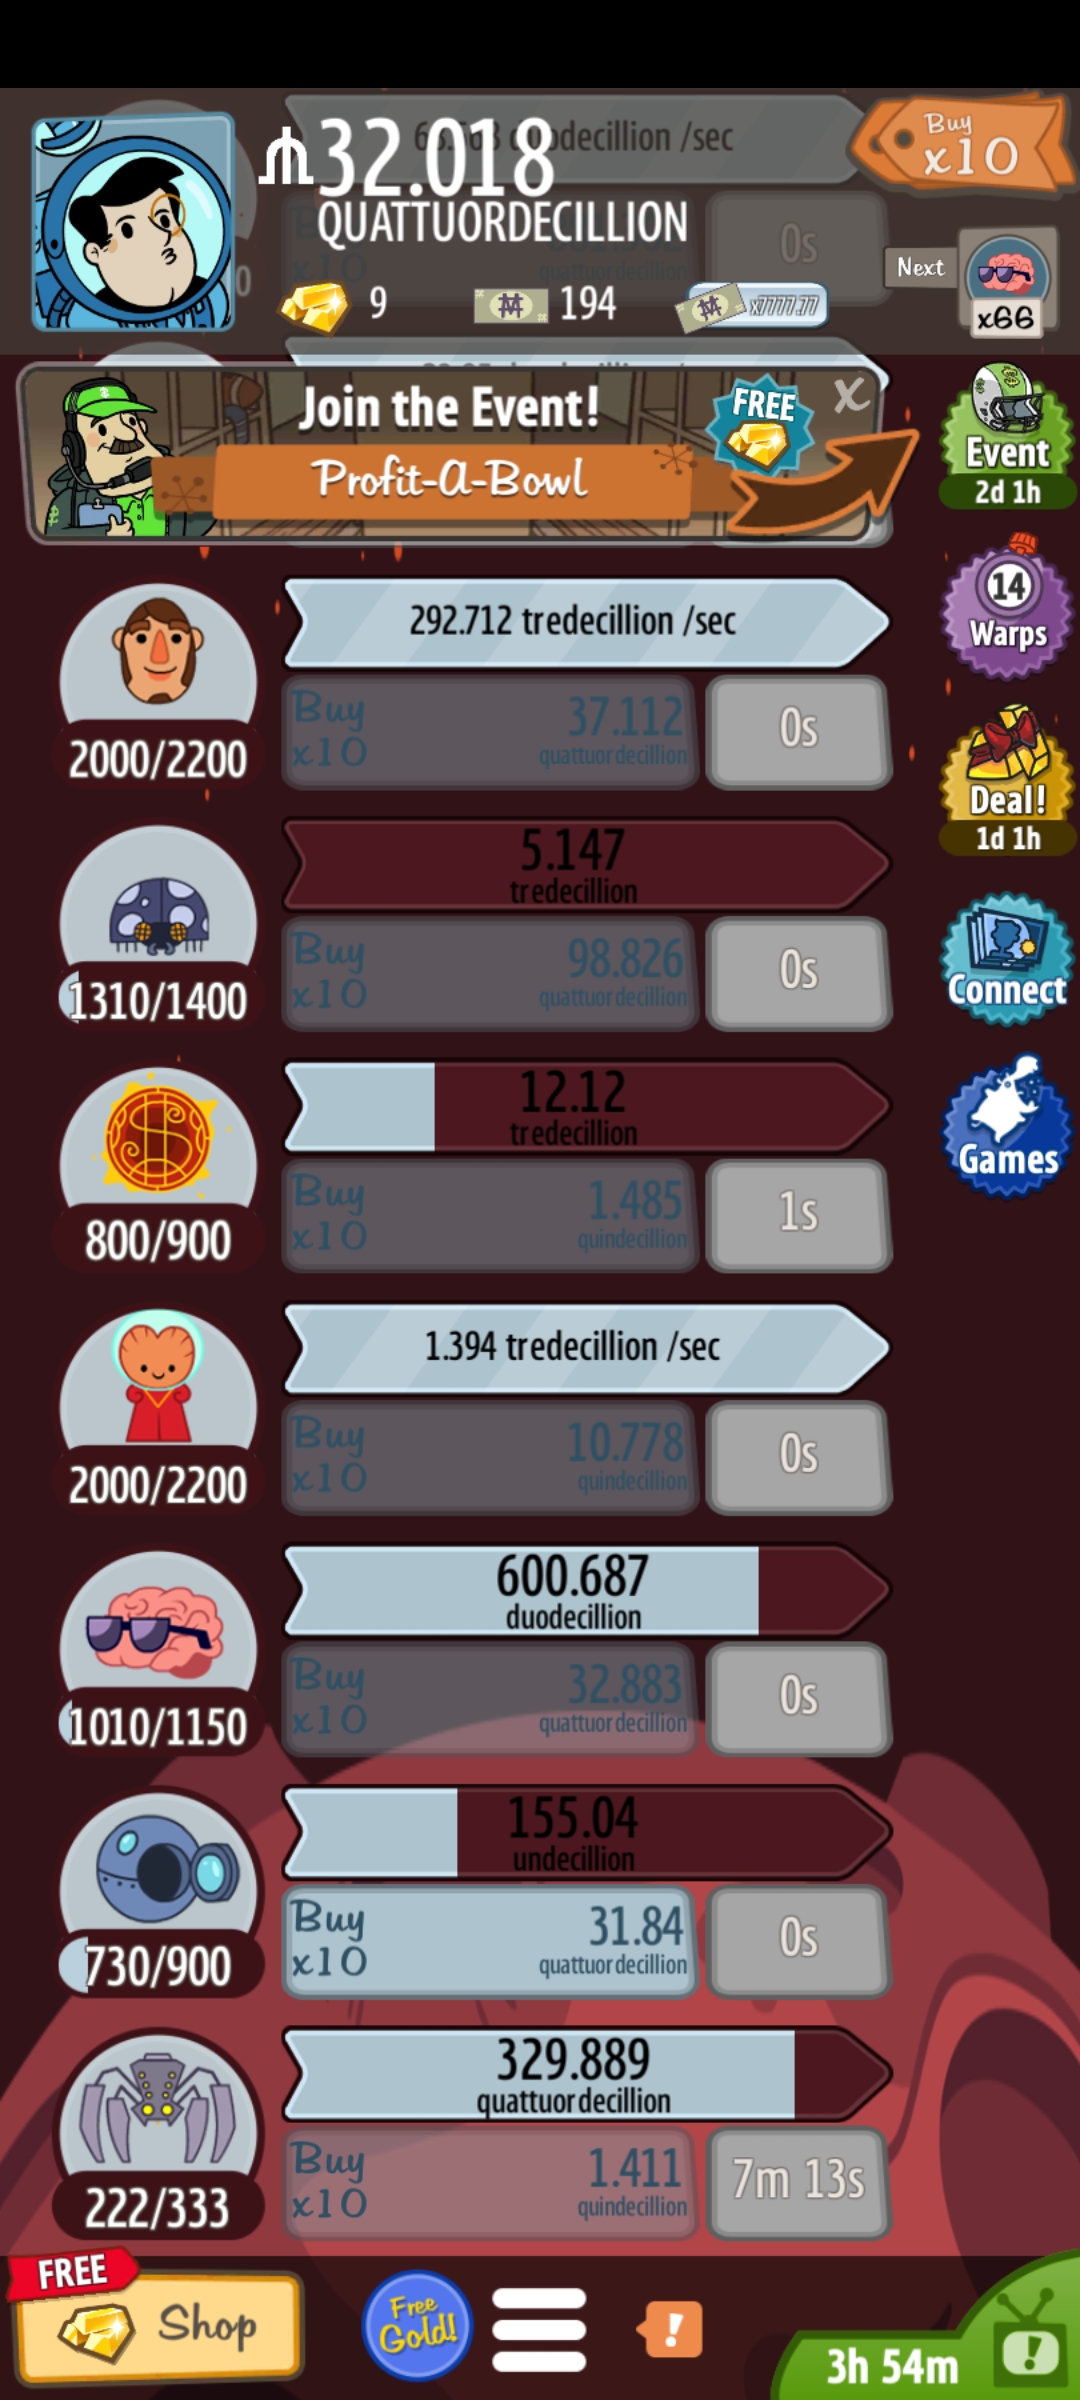 32.018
QUATTUORDECILLION
duodecillion /sec
Buy
x10
0s
Next
x66
9
194
x7777.77
Join the Event!
FREE
X
Profit-A-Bowl
Event
2d 1h
292.712 tredecillion /sec
14
Warps
Buy
x10
37.112
quattuordecillion
0s
2000/2200
Deal!
1d 1h
5.147
tredecillion
Buy
x10
98.826
quattuordecillion
0s
1310/1400
Connect
12.12
tredecillion
Games
Buy
x10
1.485
quindecillion
1s
800/900
1.394 tredecillion /sec
Buy
x10
10.778
quindecillion
0s
2000/2200
600.687
duodecillion
Buy
x10
32.883
quattuordecillion
0s
1010/1150
155.04
undecillion
Buy
x10
31.84
quattuordecillion
0s
730/900
329.889
quattuordecillion
Buy
x10
1.411
quindecillion
7m 13s
222/333
FREE
Shop
Free
Gold!
!
3h 54m
!